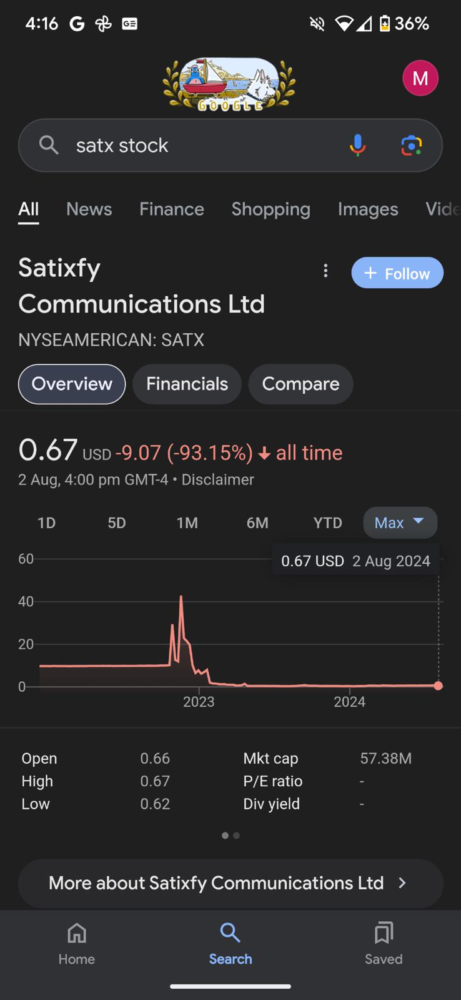 4:16
36%
GOOGLE
M
satx stock
All News Finance Shopping Images Vide
Satixfy
Communications Ltd
+ Follow
NYSEAMERICAN: SATX
Overview Financials Compare
0.67 USD -9.07 (-93.15%) ↓ all time
2 Aug, 4:00 pm GMT-4 • Disclaimer
1D 5D 1M 6M YTD Max
0.67 USD 2 Aug 2024
60
40
20
0
2023 2024
Open 0.66 Mkt cap 57.38M
High 0.67 P/E ratio -
Low 0.62 Div yield -
More about Satixfy Communications Ltd
Home Search Saved